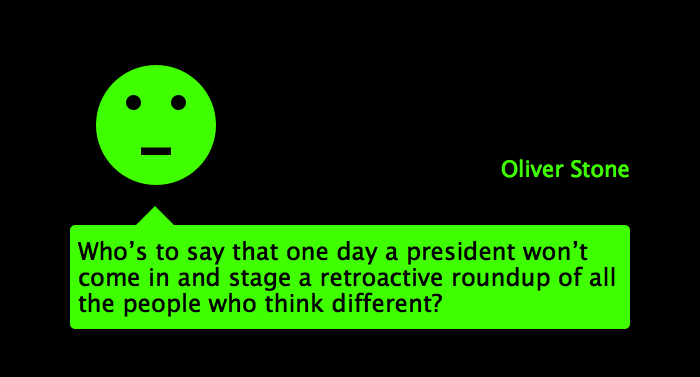 Oliver Stone
Who’s to say that one day a president won’t
come in and stage a retroactive roundup of all
the people who think different?